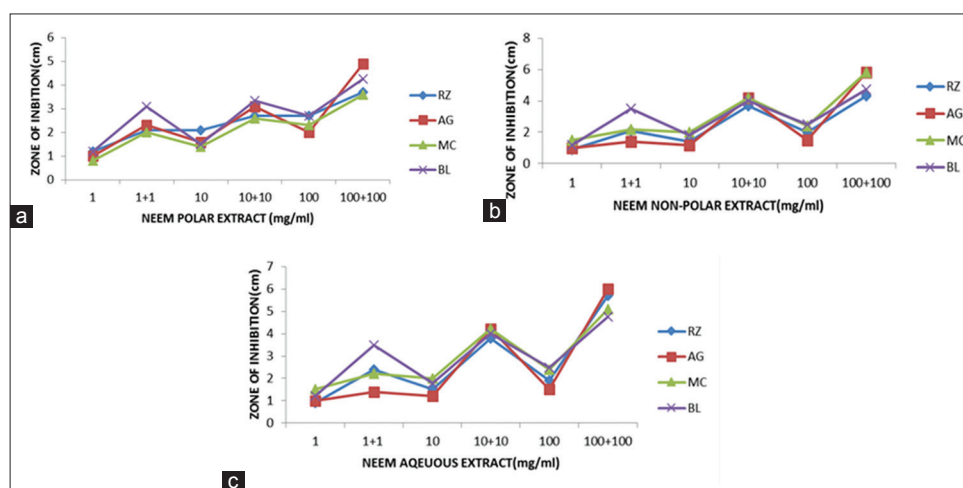 ZONE OF INIBITION(cm)
6
5
4
3
2
1
0
1 1+1 10 10+10 100 100+100
NEEM POLAR EXTRACT (mg/ml)
RZ
AG
MC
BL
a
ZONE OF INHIBITION(cm)
8
6
4
2
0
1 1+1 10 10+10 100 100+100
NEEM NON-POLAR EXTRACT(mg/ml)
RZ
AG
MC
BL
b
ZONE OF INHIBITION(cm)
7
6
5
4
3
2
1
0
1 1+1 10 10+10 100 100+100
NEEM AQEUOUS EXTRACT(mg/ml)
RZ
AG
MC
BL
c